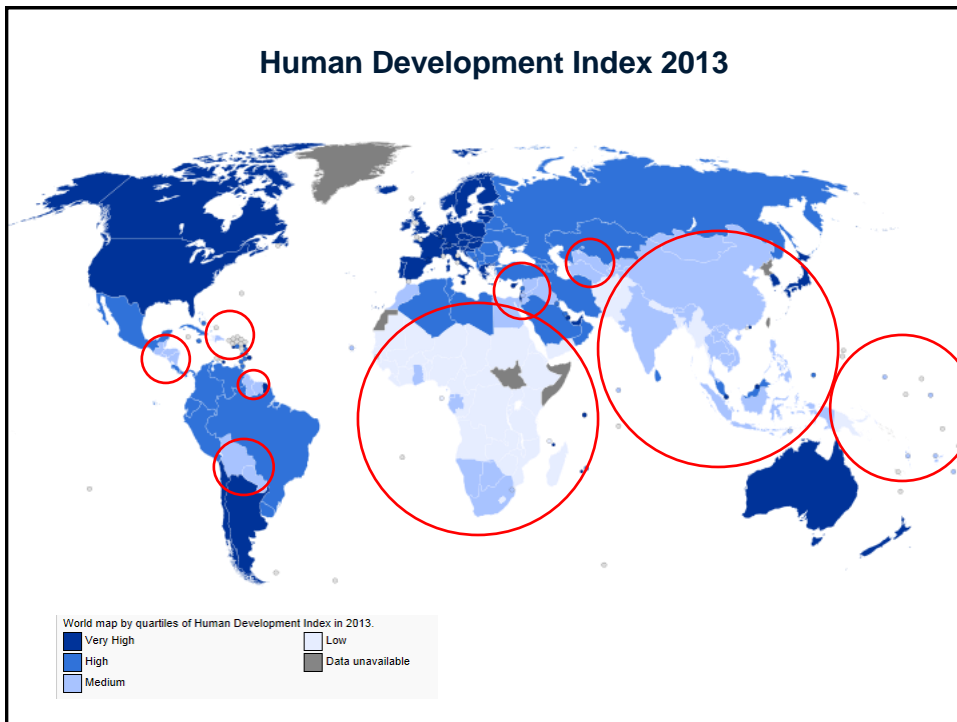 Human Development Index 2013
World map by quartiles of Human Development Index in 2013.
Very High
High
Medium
Low
Data unavailable